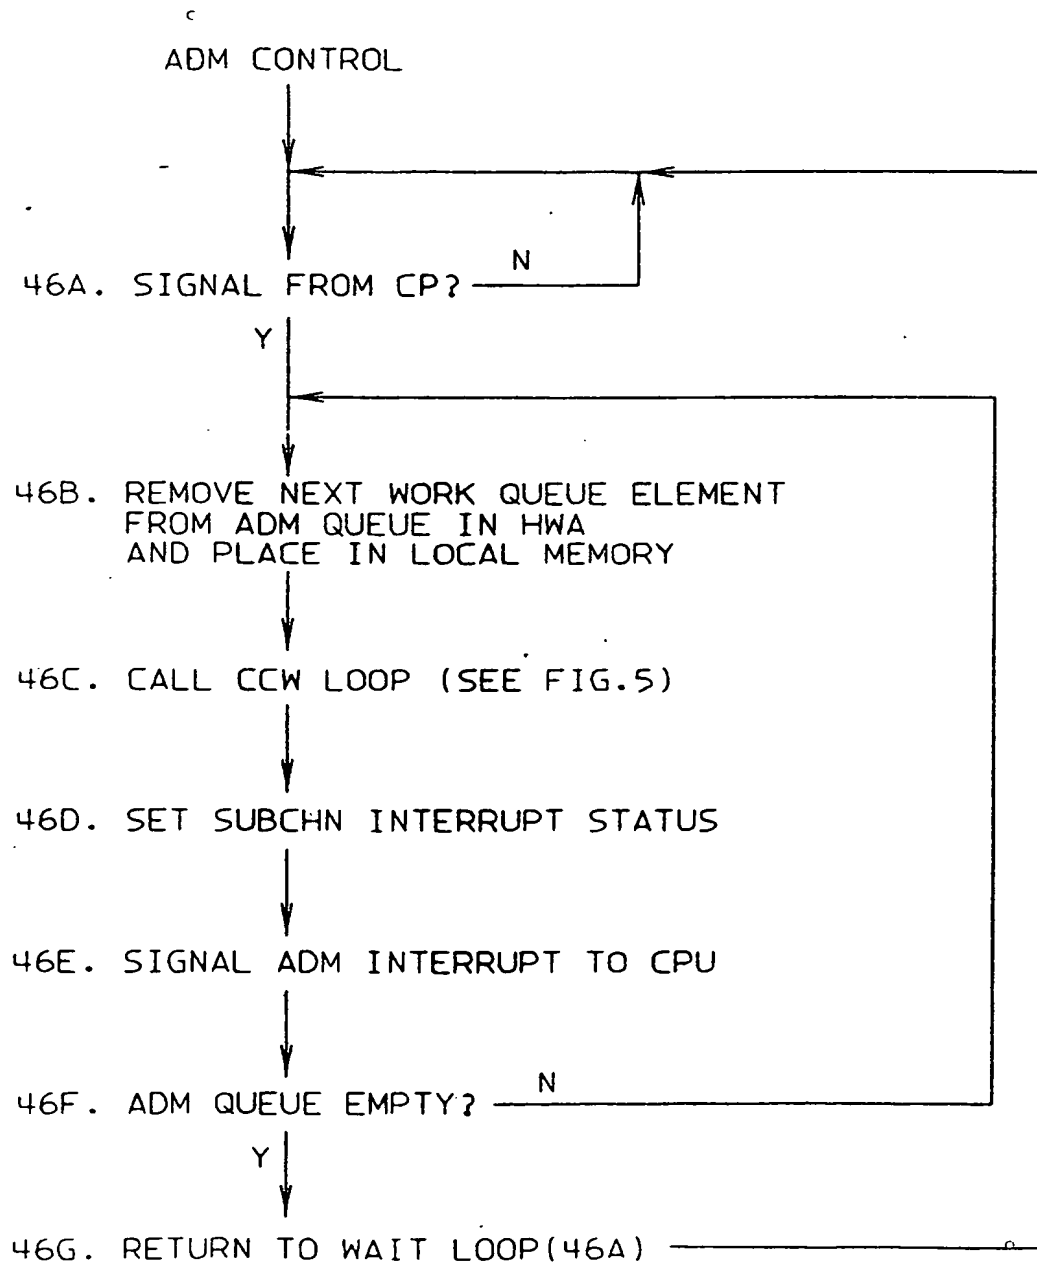 ADM CONTROL
46A. SIGNAL FROM CP?
N
Y
46B. REMOVE NEXT WORK QUEUE ELEMENT
FROM ADM QUEUE IN HWA
AND PLACE IN LOCAL MEMORY
46C. CALL CCW LOOP (SEE FIG.5)
46D. SET SUBCHN INTERRUPT STATUS
46E. SIGNAL ADM INTERRUPT TO CPU
46F. ADM QUEUE EMPTY?
N
Y
46G. RETURN TO WAIT LOOP(46A)